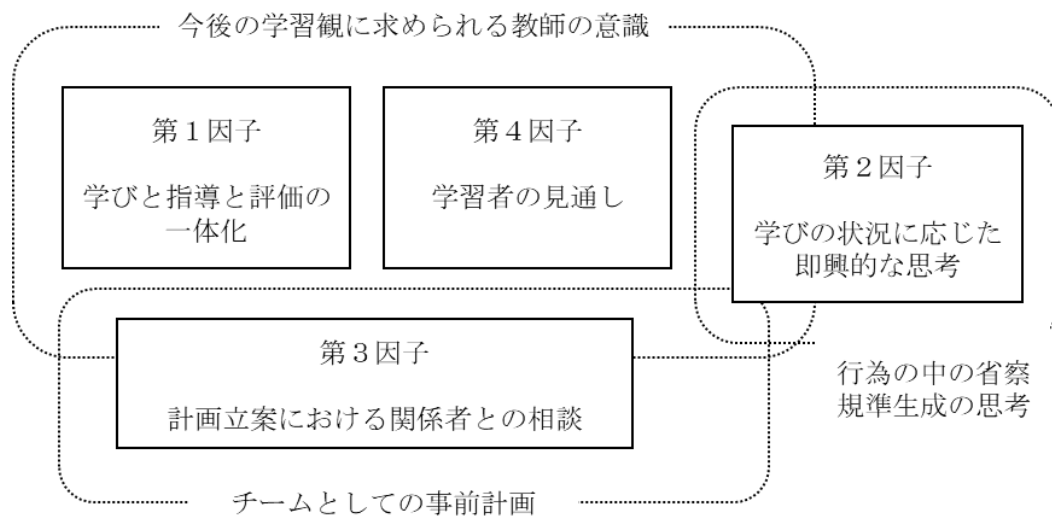 今後の学習観に求められる教師の意識
第１因子
学びと指導と評価の
一体化
第４因子
学習者の見通し
第２因子
学びの状況に応じた
即興的な思考
第３因子
計画立案における関係者との相談
行為の中の省察
規準生成の思考
チームとしての事前計画